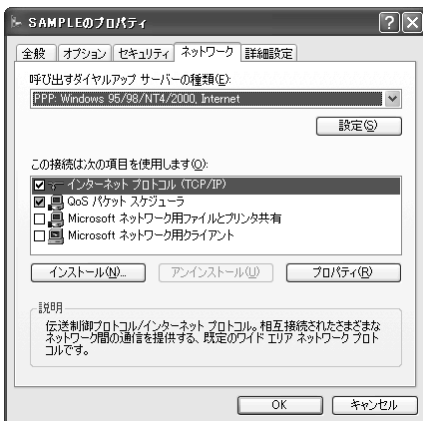 SAMPLEのプロパティ
全般 オプション セキュリティ ネットワーク 詳細設定
呼び出すダイヤルアップ サーバーの種類(E):
PPP: Windows 95/98/NT4/2000, Internet
設定(S)
この接続は次の項目を使用します(O):
インターネット プロトコル (TCP/IP)
QoS パケット スケジューラ
Microsoft ネットワーク用ファイルとプリンタ共有
Microsoft ネットワーク用クライアント
インストール(N)... アンインストール(U) プロパティ(R)
説明
伝送制御プロトコル/インターネット プロトコル。相互接続されたさまざまな
ネットワーク間の通信を提供する、既定のワイド エリア ネットワーク プロト
コルです。
OK キャンセル